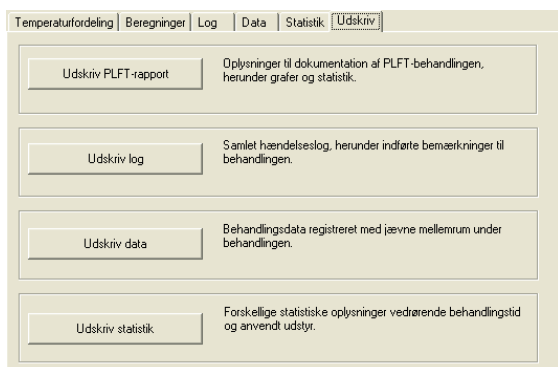 Temperaturfordeling Beregninger Log Data Statistik Udskriv
Udskriv PLFT-rapport
Oplysninger til dokumentation af PLFT-behandlingen,
herunder grafer og statistik.
Udskriv log
Samlet hændelseslog, herunder indførte bemærkninger til
behandlingen.
Udskriv data
Behandlingsdata registreret med jævne mellemrum under
behandlingen.
Udskriv statistik
Forskellige statistiske oplysninger vedrørende behandlingstid
og anvendt udstyr.